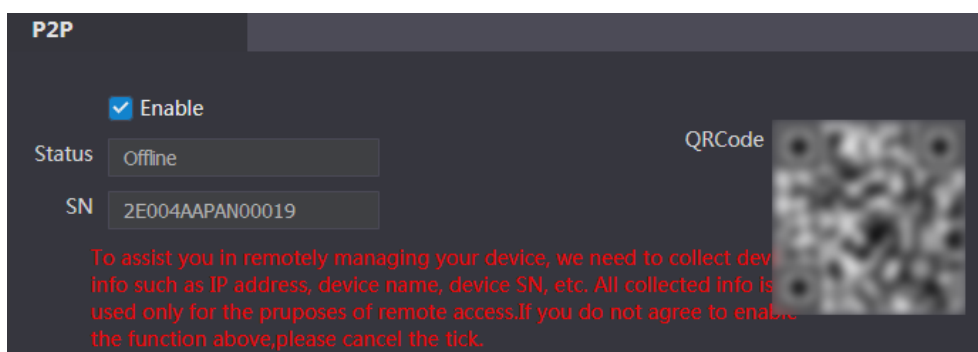 P2P
Enable
Status Offline
QRCode
SN 2E004AAPAN00019
To assist you in remotely managing your device, we need to collect
info such as IP address, device name, device SN, etc. All collected info is
used only for the pruposes of remote access.If you do not agree to enable
the function above,please cancel the tick.